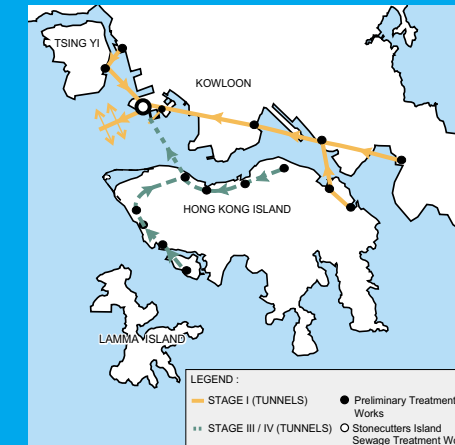 TSING YI
KOWLOON
HONG KONG ISLAND
LAMMA ISLAND
LEGEND :
STAGE I (TUNNELS)
Preliminary Treatment
Works
STAGE III / IV (TUNNELS)
Stonecutters Island
Sewage Treatment